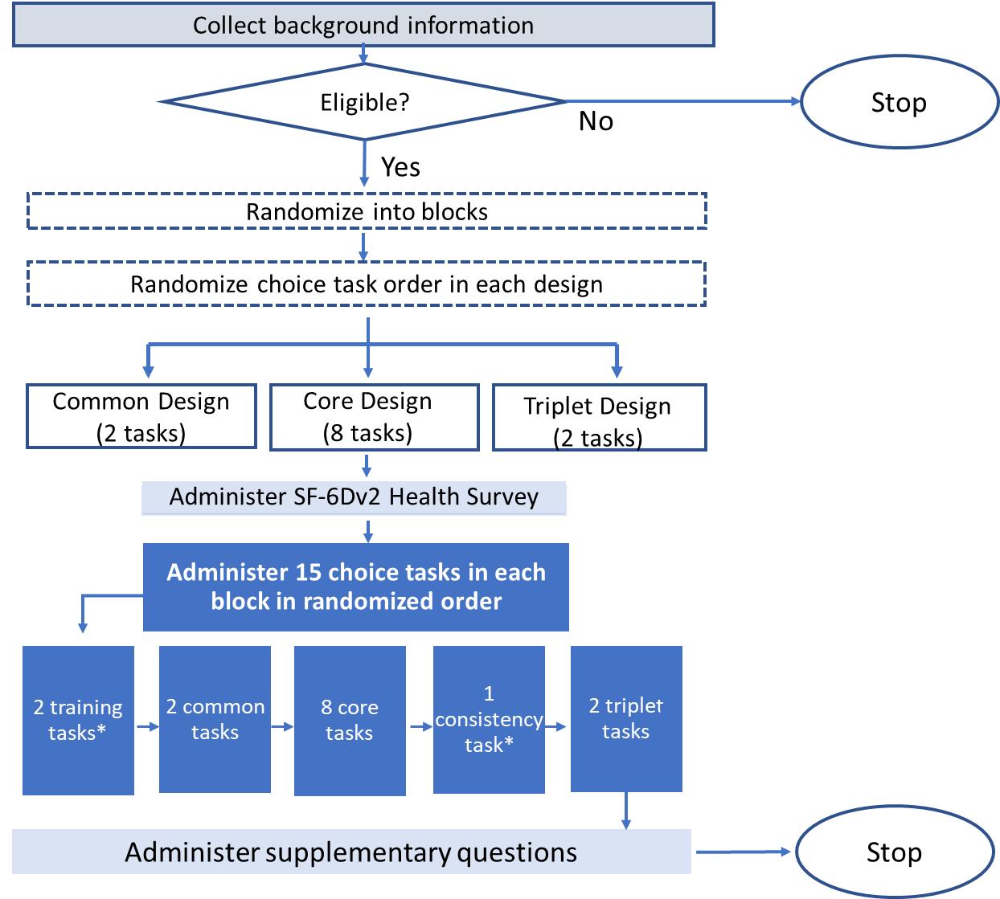 Collect background information
Eligible?
No
Stop
Yes
Randomize into blocks
Randomize choice task order in each design
Common Design
(2 tasks)
Core Design
(8 tasks)
Triplet Design
(2 tasks)
Administer SF-6Dv2 Health Survey
Administer 15 choice tasks in each
block in randomized order
2 training
tasks*
2 common
tasks
8 core
tasks
1
consistency
task*
2 triplet
tasks
Administer supplementary questions
Stop